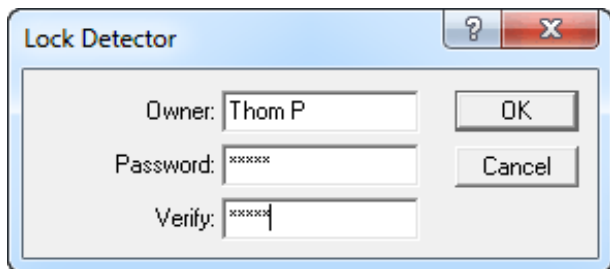 Lock Detector
?
Owner: Thom P
OK
Password: *****
Cancel
Verify: *****